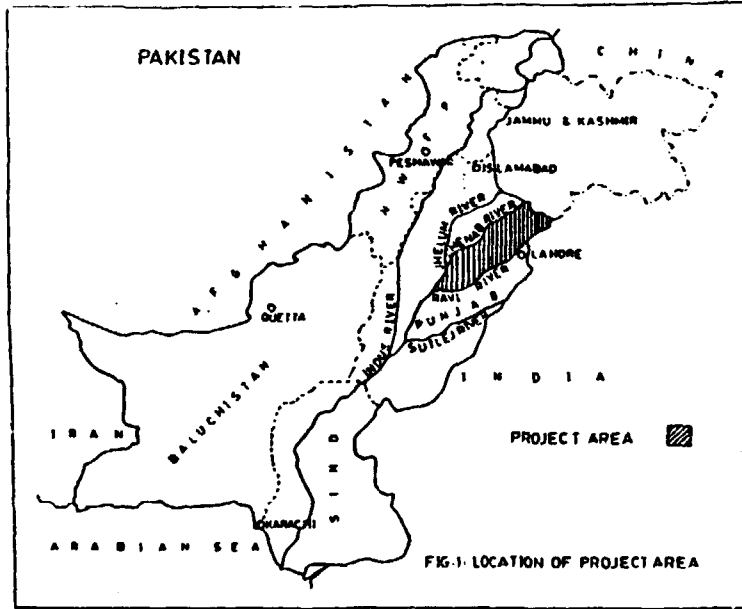 PAKISTAN
CHINA
AFGHANISTAN
N W F P
JAMMU & KASHMIR
PESHAWAR
ISLAMABAD
JHELUM RIVER
CHENAB RIVER
LAHORE
RAVI RIVER
PUNJAB
SUTLEJ RIVER
QUETTA
INDUS RIVER
INDIA
BALUCHISTAN
IRAN
PROJECT AREA
SIND
KARACHI
ARABIAN SEA
FIG.1. LOCATION OF PROJECT AREA